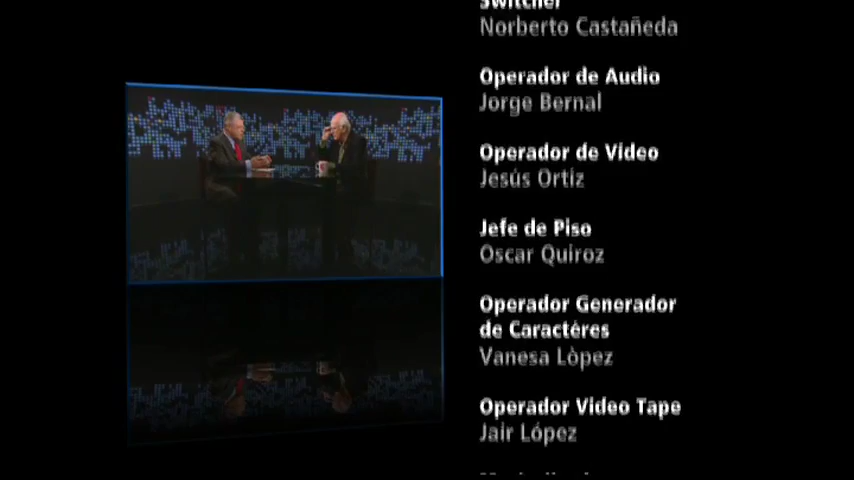 Switcher
Norberto Castañeda
Operador de Audio
Jorge Bernal
Operador de Video
Jesús Ortíz
Jefe de Piso
Oscar Quiroz
Operador Generador
de Caractéres
Vanesa Lòpez
Operador Video Tape
Jair López